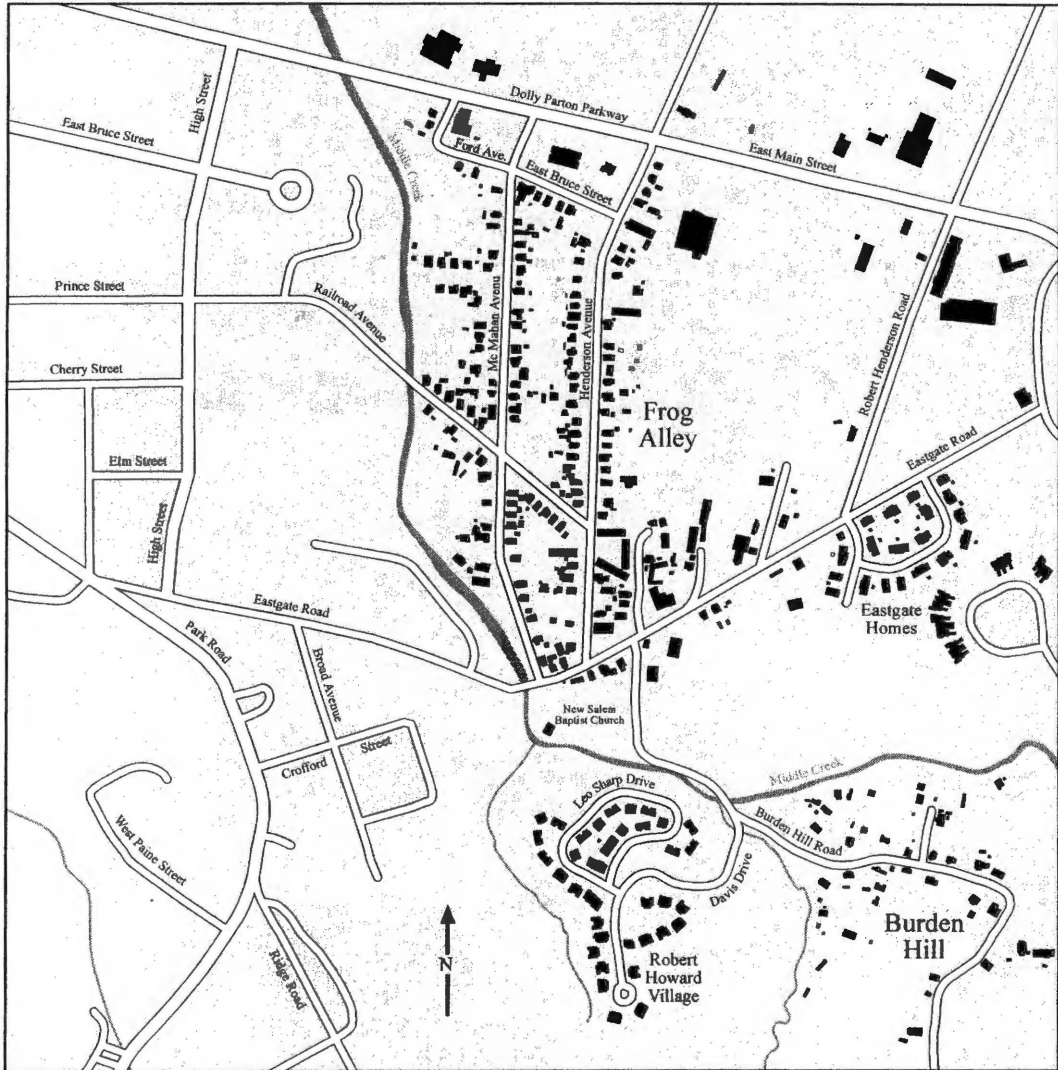 Dolly Parton Parkway
High Street
East Bruce Street
Middle Creek
Ford Ave.
East Bruce Street
East Main Street
Prince Street
Railroad Avenue
Mc Mahan Avenu
Henderson Avenue
Robert Henderson Road
Cherry Street
Frog
Alley
Elm Street
High Street
Eastgate Road
Eastgate Road
Eastgate
Homes
Park Road
Broad Avenue
New Salem
Baptist Church
Crofford
Street
Middle Creek
Leo Sharp Drive
West Paine Street
Burden Hill Road
Davis Drive
Burden
Hill
N
Ridge Road
Robert
Howard
Village